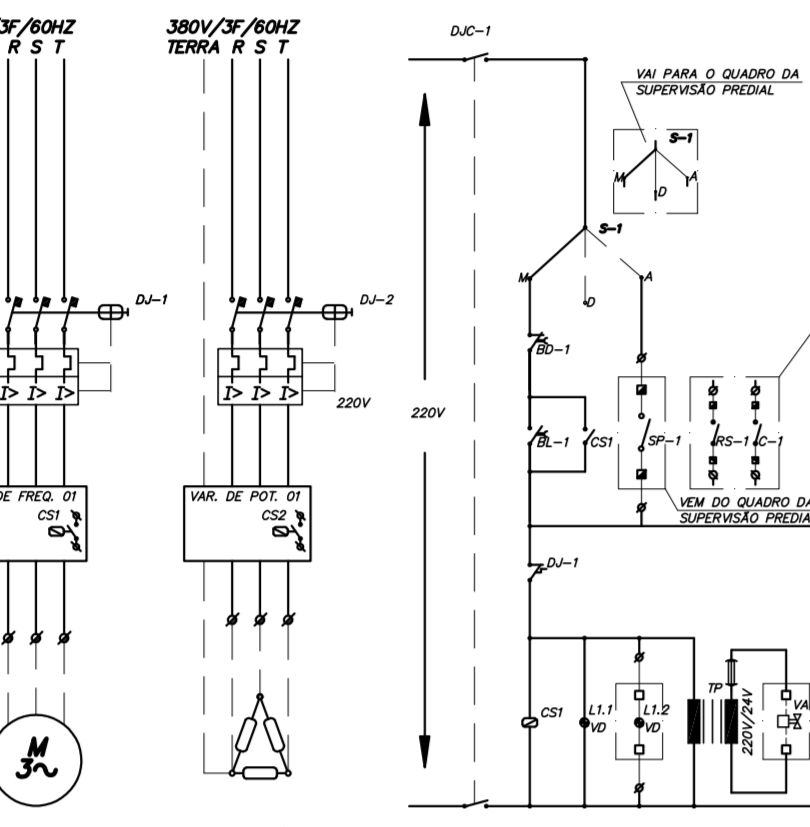 3F/60HZ
R S T
380V/3F/60HZ
TERRA R S T
DJC-1
VAI PARA O QUADRO DA
SUPERVISÃO PREDIAL
S-1
M
D
A
S-1
M
D
A
DJ-1
DJ-2
I> I> I>
I> I> I>
220V
220V
BD-1
BL-1
CS1
SP-1
RS-1
C-1
VEM DO QUADRO DA
SUPERVISÃO PREDIA
DE FREQ. 01
CS1
VAR. DE POT. 01
CS2
DJ-1
M
3~
CS1
L1.1
VD
L1.2
VD
TP
220V/24V
VA